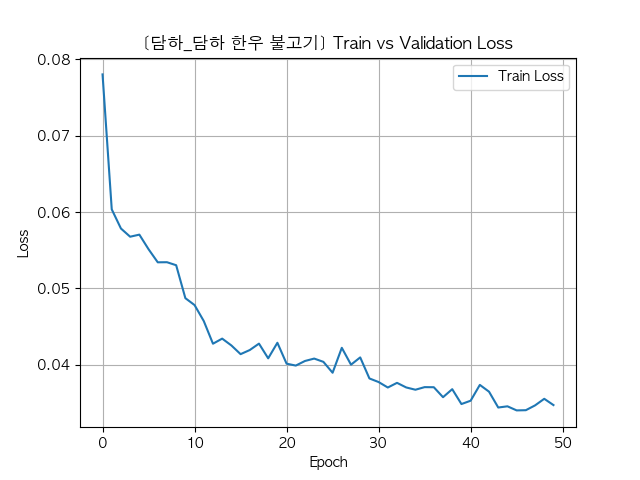 [담하_담하 한우 불고기] Train vs Validation Loss
Train Loss
Loss
0.08
0.07
0.06
0.05
0.04
0 10 20 30 40 50
Epoch